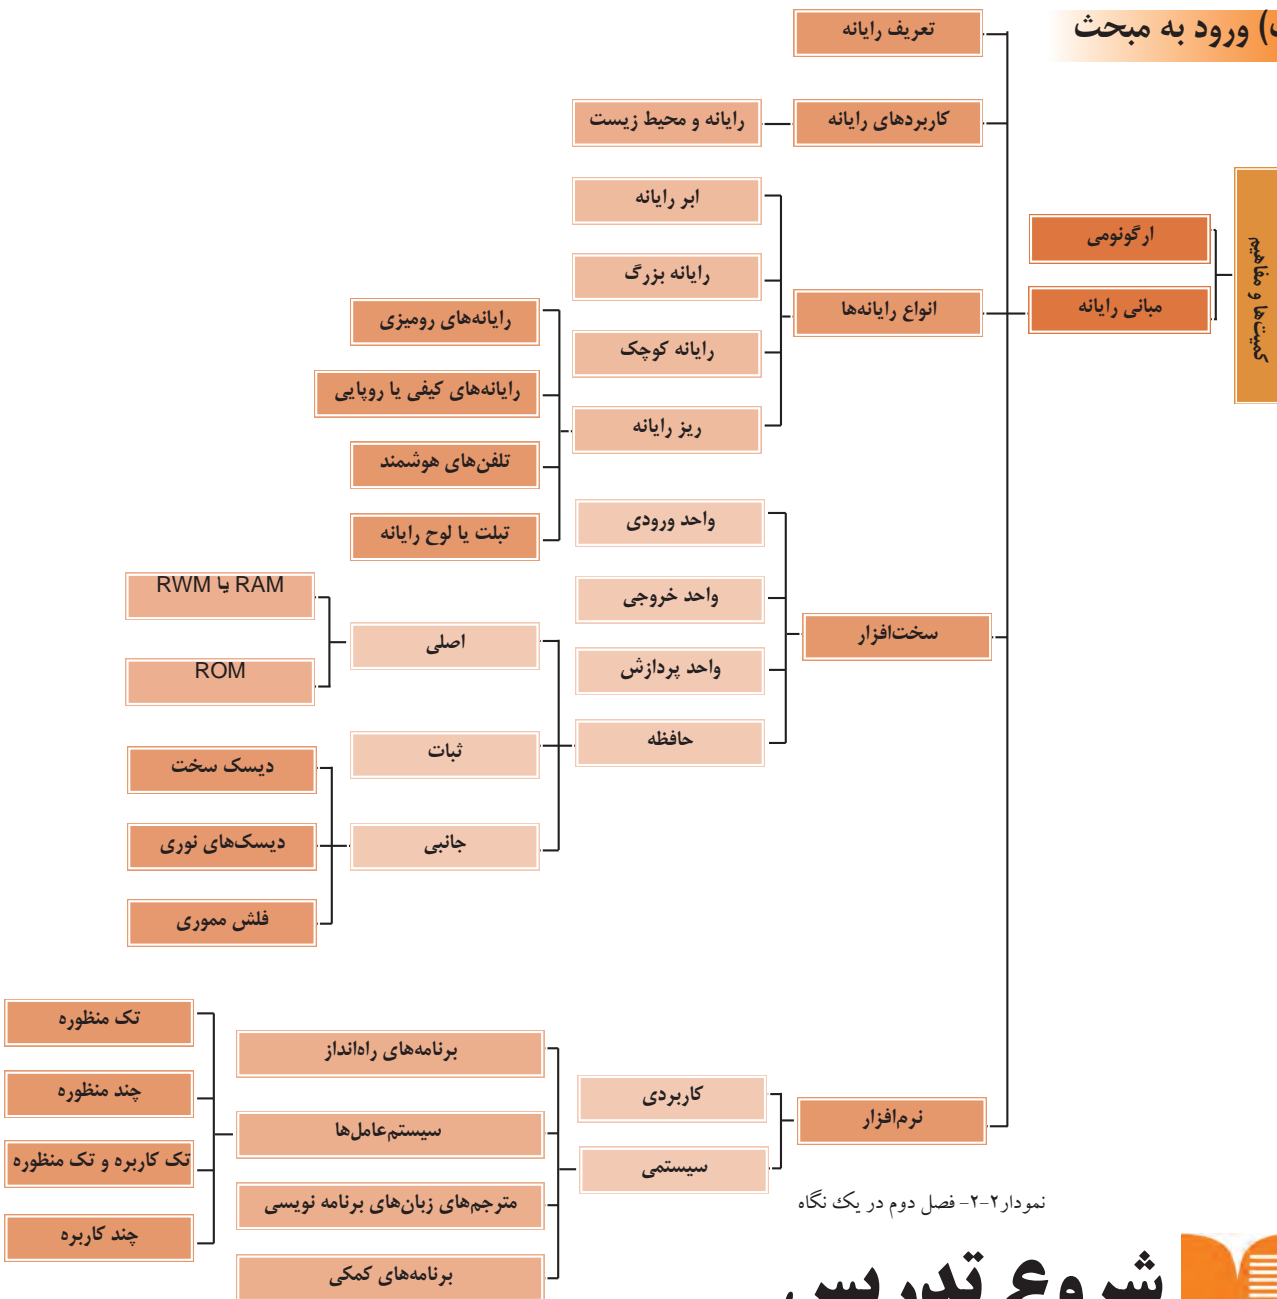 ورود به مبحث
کمیت‌ها و مفاهیم
ارگونومی
مبانی رایانه
تعریف رایانه
کاربردهای رایانه
رایانه و محیط زیست
انواع رایانه‌ها
ابر رایانه
رایانه بزرگ
رایانه کوچک
ریز رایانه
رایانه‌های رومیزی
رایانه‌های کیفی یا روپایی
تلفن‌های هوشمند
تبلت یا لوح رایانه
سخت‌افزار
واحد ورودی
واحد خروجی
واحد پردازش
حافظه
اصلی
RAM یا RWM
ROM
ثبات
جانبی
دیسک سخت
دیسک‌های نوری
فلش مموری
نرم‌افزار
کاربردی
سیستمی
برنامه‌های راه‌انداز
سیستم‌عامل‌ها
تک منظوره
چند منظوره
تک کاربره و تک منظوره
چند کاربره
مترجم‌های زبان‌های برنامه نویسی
برنامه‌های کمکی
نمودار۲-۲- فصل دوم در یک نگاه
شروع تدریس